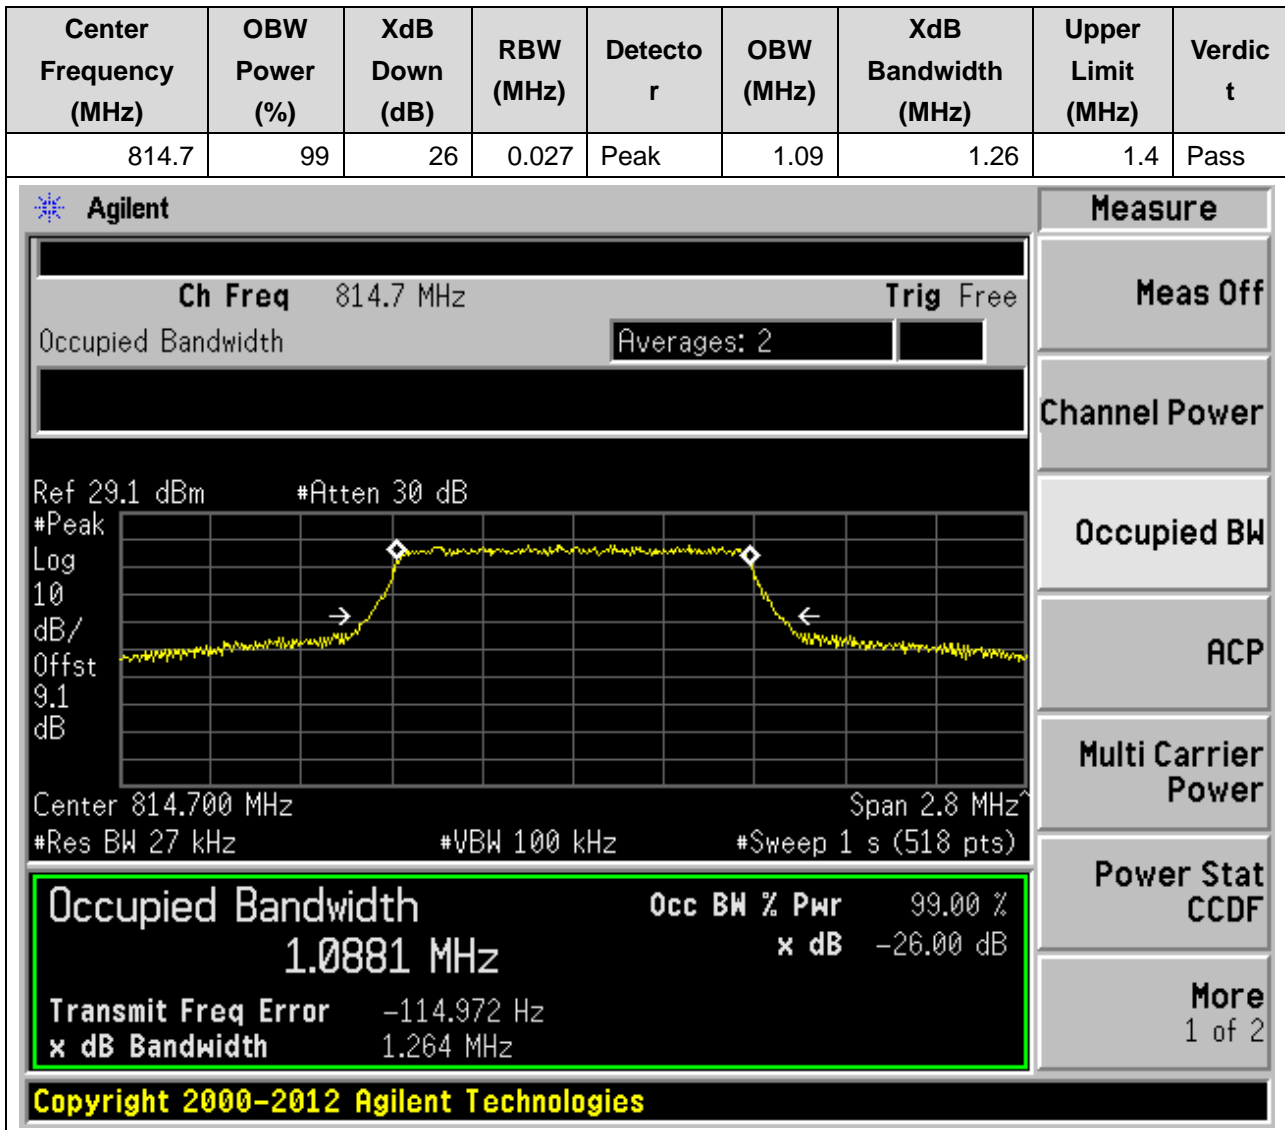 Center Frequency (MHz) OBW Power (%) XdB Down (dB) RBW (MHz) Detecto r OBW (MHz) XdB Bandwidth (MHz) Upper Limit (MHz) Verdic t
814.7 99 26 0.027 Peak 1.09 1.26 1.4 Pass
Agilent
Measure
Ch Freq 814.7 MHz Trig Free
Meas Off
Occupied Bandwidth Averages: 2
Channel Power
Ref 29.1 dBm #Atten 30 dB
#Peak
Log
10
dB/
Offst
9.1
dB
Occupied BW
ACP
Multi Carrier
Power
Center 814.700 MHz Span 2.8 MHz^
#Res BW 27 kHz #VBW 100 kHz #Sweep 1 s (518 pts)
Power Stat
CCDF
Occupied Bandwidth Occ BW % Pwr 99.00 %
1.0881 MHz x dB -26.00 dB
Transmit Freq Error -114.972 Hz
x dB Bandwidth 1.264 MHz
More
1 of 2
Copyright 2000-2012 Agilent Technologies